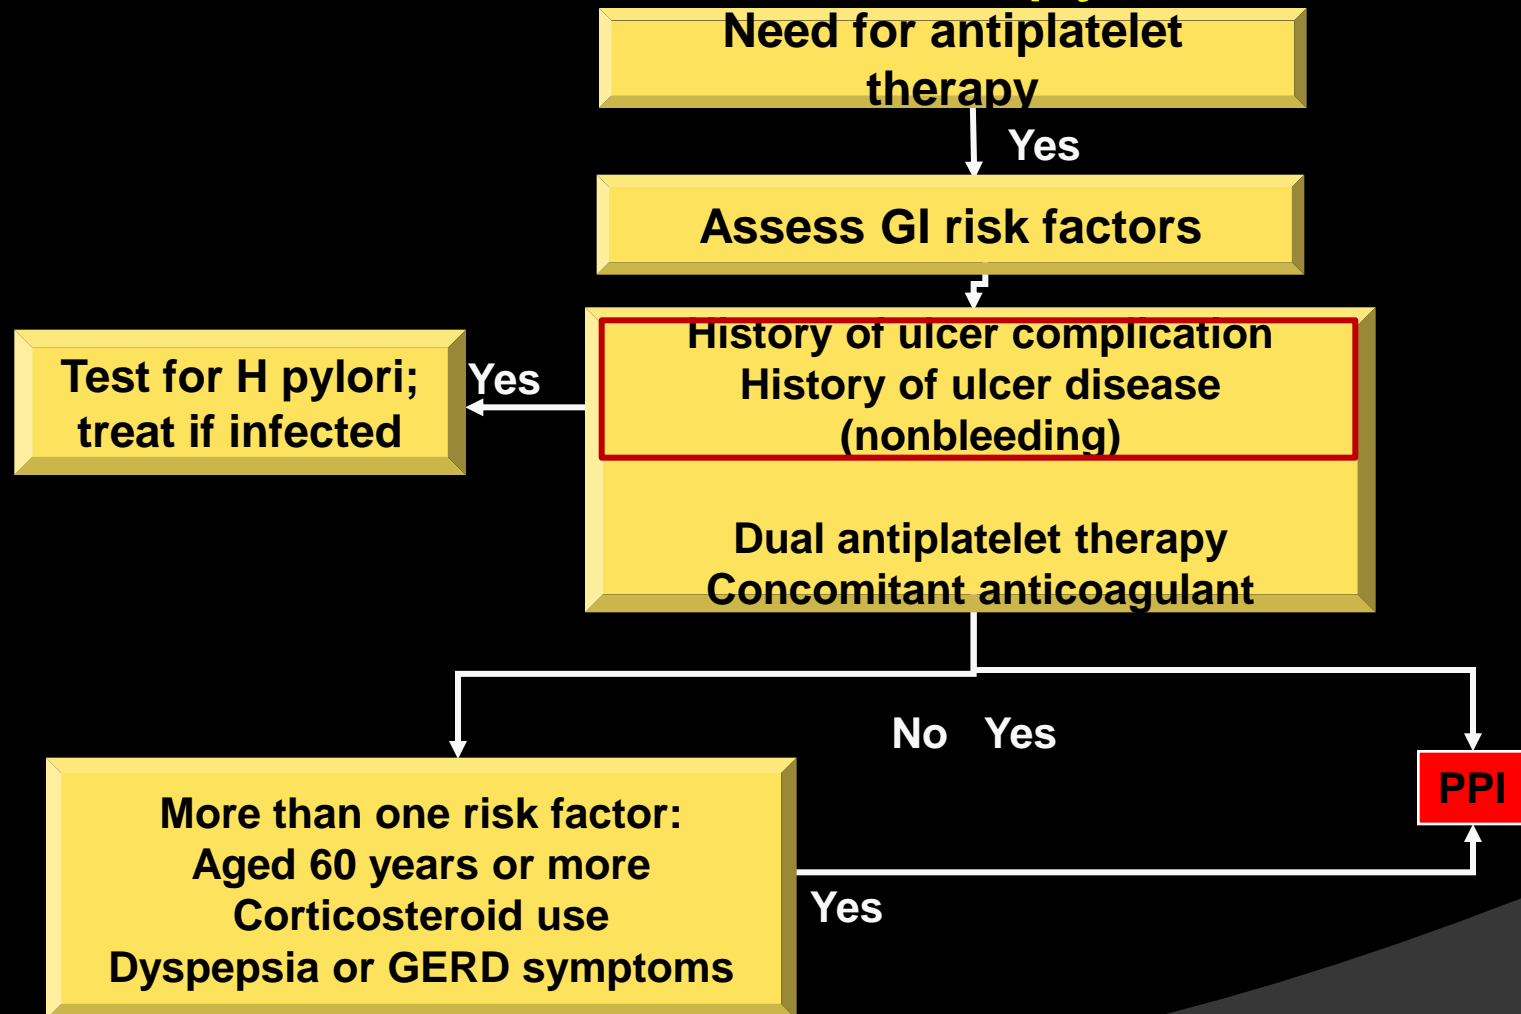 Need for antiplatelet
therapy
Yes
Assess GI risk factors
History of ulcer complication
History of ulcer disease
(nonbleeding)
Dual antiplatelet therapy
Concomitant anticoagulant
Yes
Test for H pylori;
treat if infected
No Yes
PPI
More than one risk factor:
Aged 60 years or more
Corticosteroid use
Dyspepsia or GERD symptoms
Yes